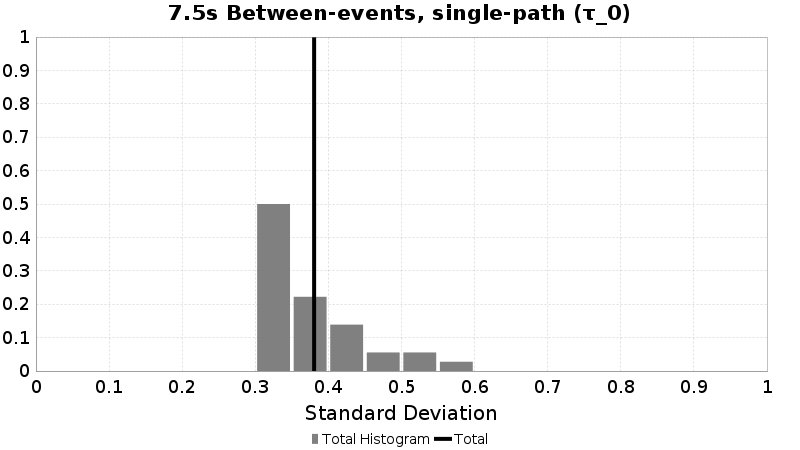 7.5s Between-events, single-path (τ_0)
1
0.9
0.8
0.7
0.6
0.5
0.4
0.3
0.2
0.1
0
0 0.1 0.2 0.3 0.4 0.5 0.6 0.7 0.8 0.9 1
Standard Deviation
Total Histogram Total